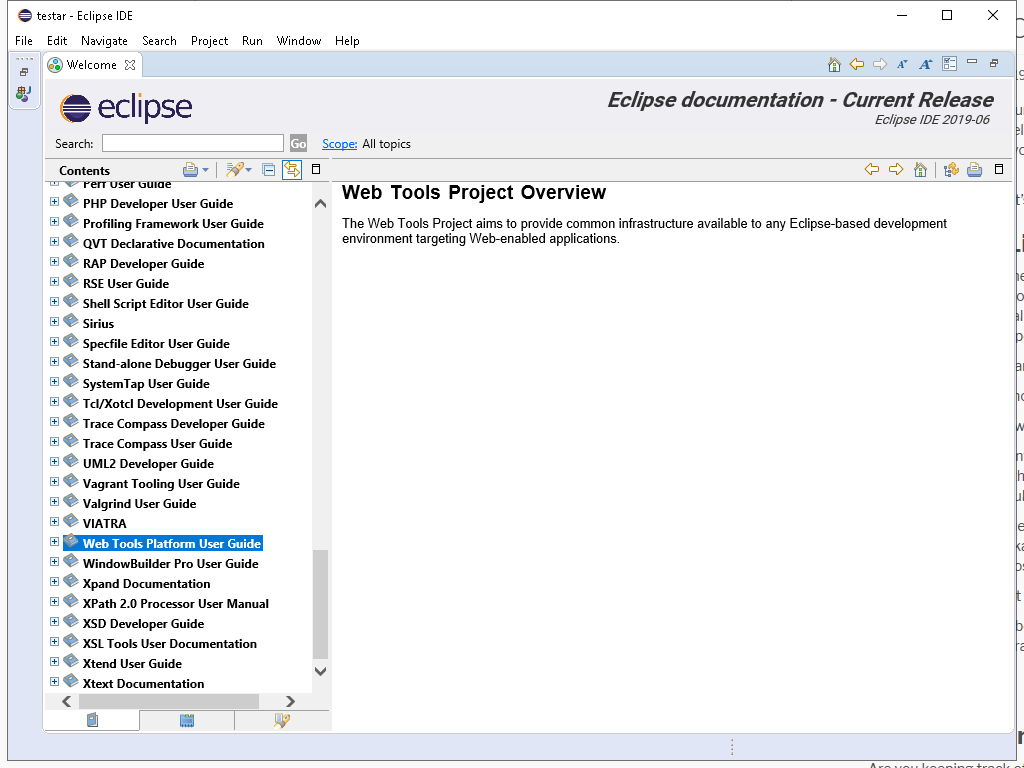 testar - Eclipse IDE
File Edit Navigate Search Project Run Window Help
Welcome
eclipse
Eclipse documentation - Current Release
Eclipse IDE 2019-06
Search: Go Scope: All topics
Contents
Perf User Guide
PHP Developer User Guide
Profiling Framework User Guide
QVT Declarative Documentation
RAP Developer Guide
RSE User Guide
Shell Script Editor User Guide
Sirius
Specfile Editor User Guide
Stand-alone Debugger User Guide
SystemTap User Guide
Tcl/Xotcl Development User Guide
Trace Compass Developer Guide
Trace Compass User Guide
UML2 Developer Guide
Vagrant Tooling User Guide
Valgrind User Guide
VIATRA
Web Tools Platform User Guide
WindowBuilder Pro User Guide
Xpand Documentation
XPath 2.0 Processor User Manual
XSD Developer Guide
XSL Tools User Documentation
Xtend User Guide
Xtext Documentation
Web Tools Project Overview
The Web Tools Project aims to provide common infrastructure available to any Eclipse-based development
environment targeting Web-enabled applications.
Are you keeping track of